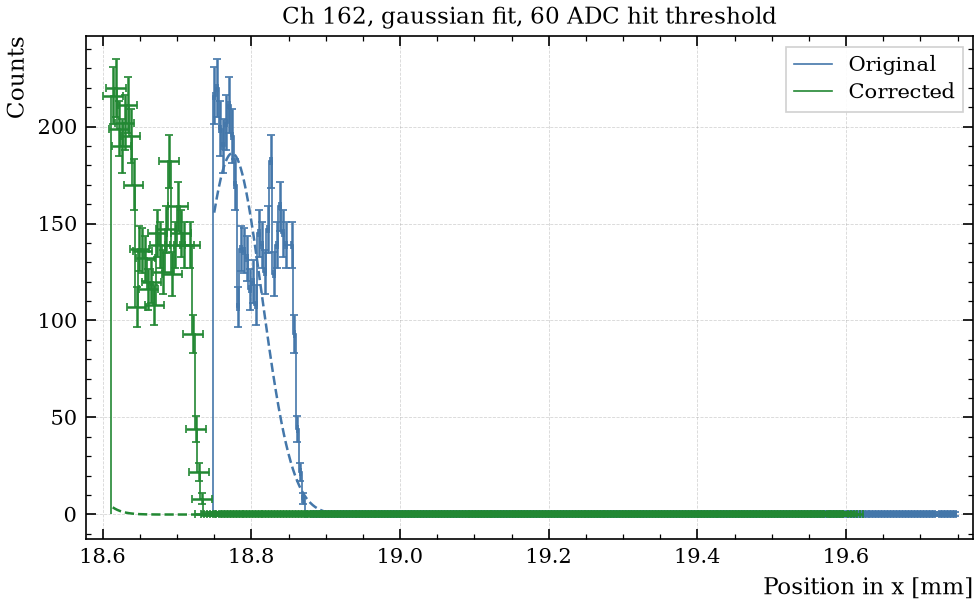 Ch 162, gaussian fit, 60 ADC hit threshold
Counts
Original
Corrected
200
150
100
50
0
18.6 18.8 19.0 19.2 19.4 19.6
Position in x [mm]